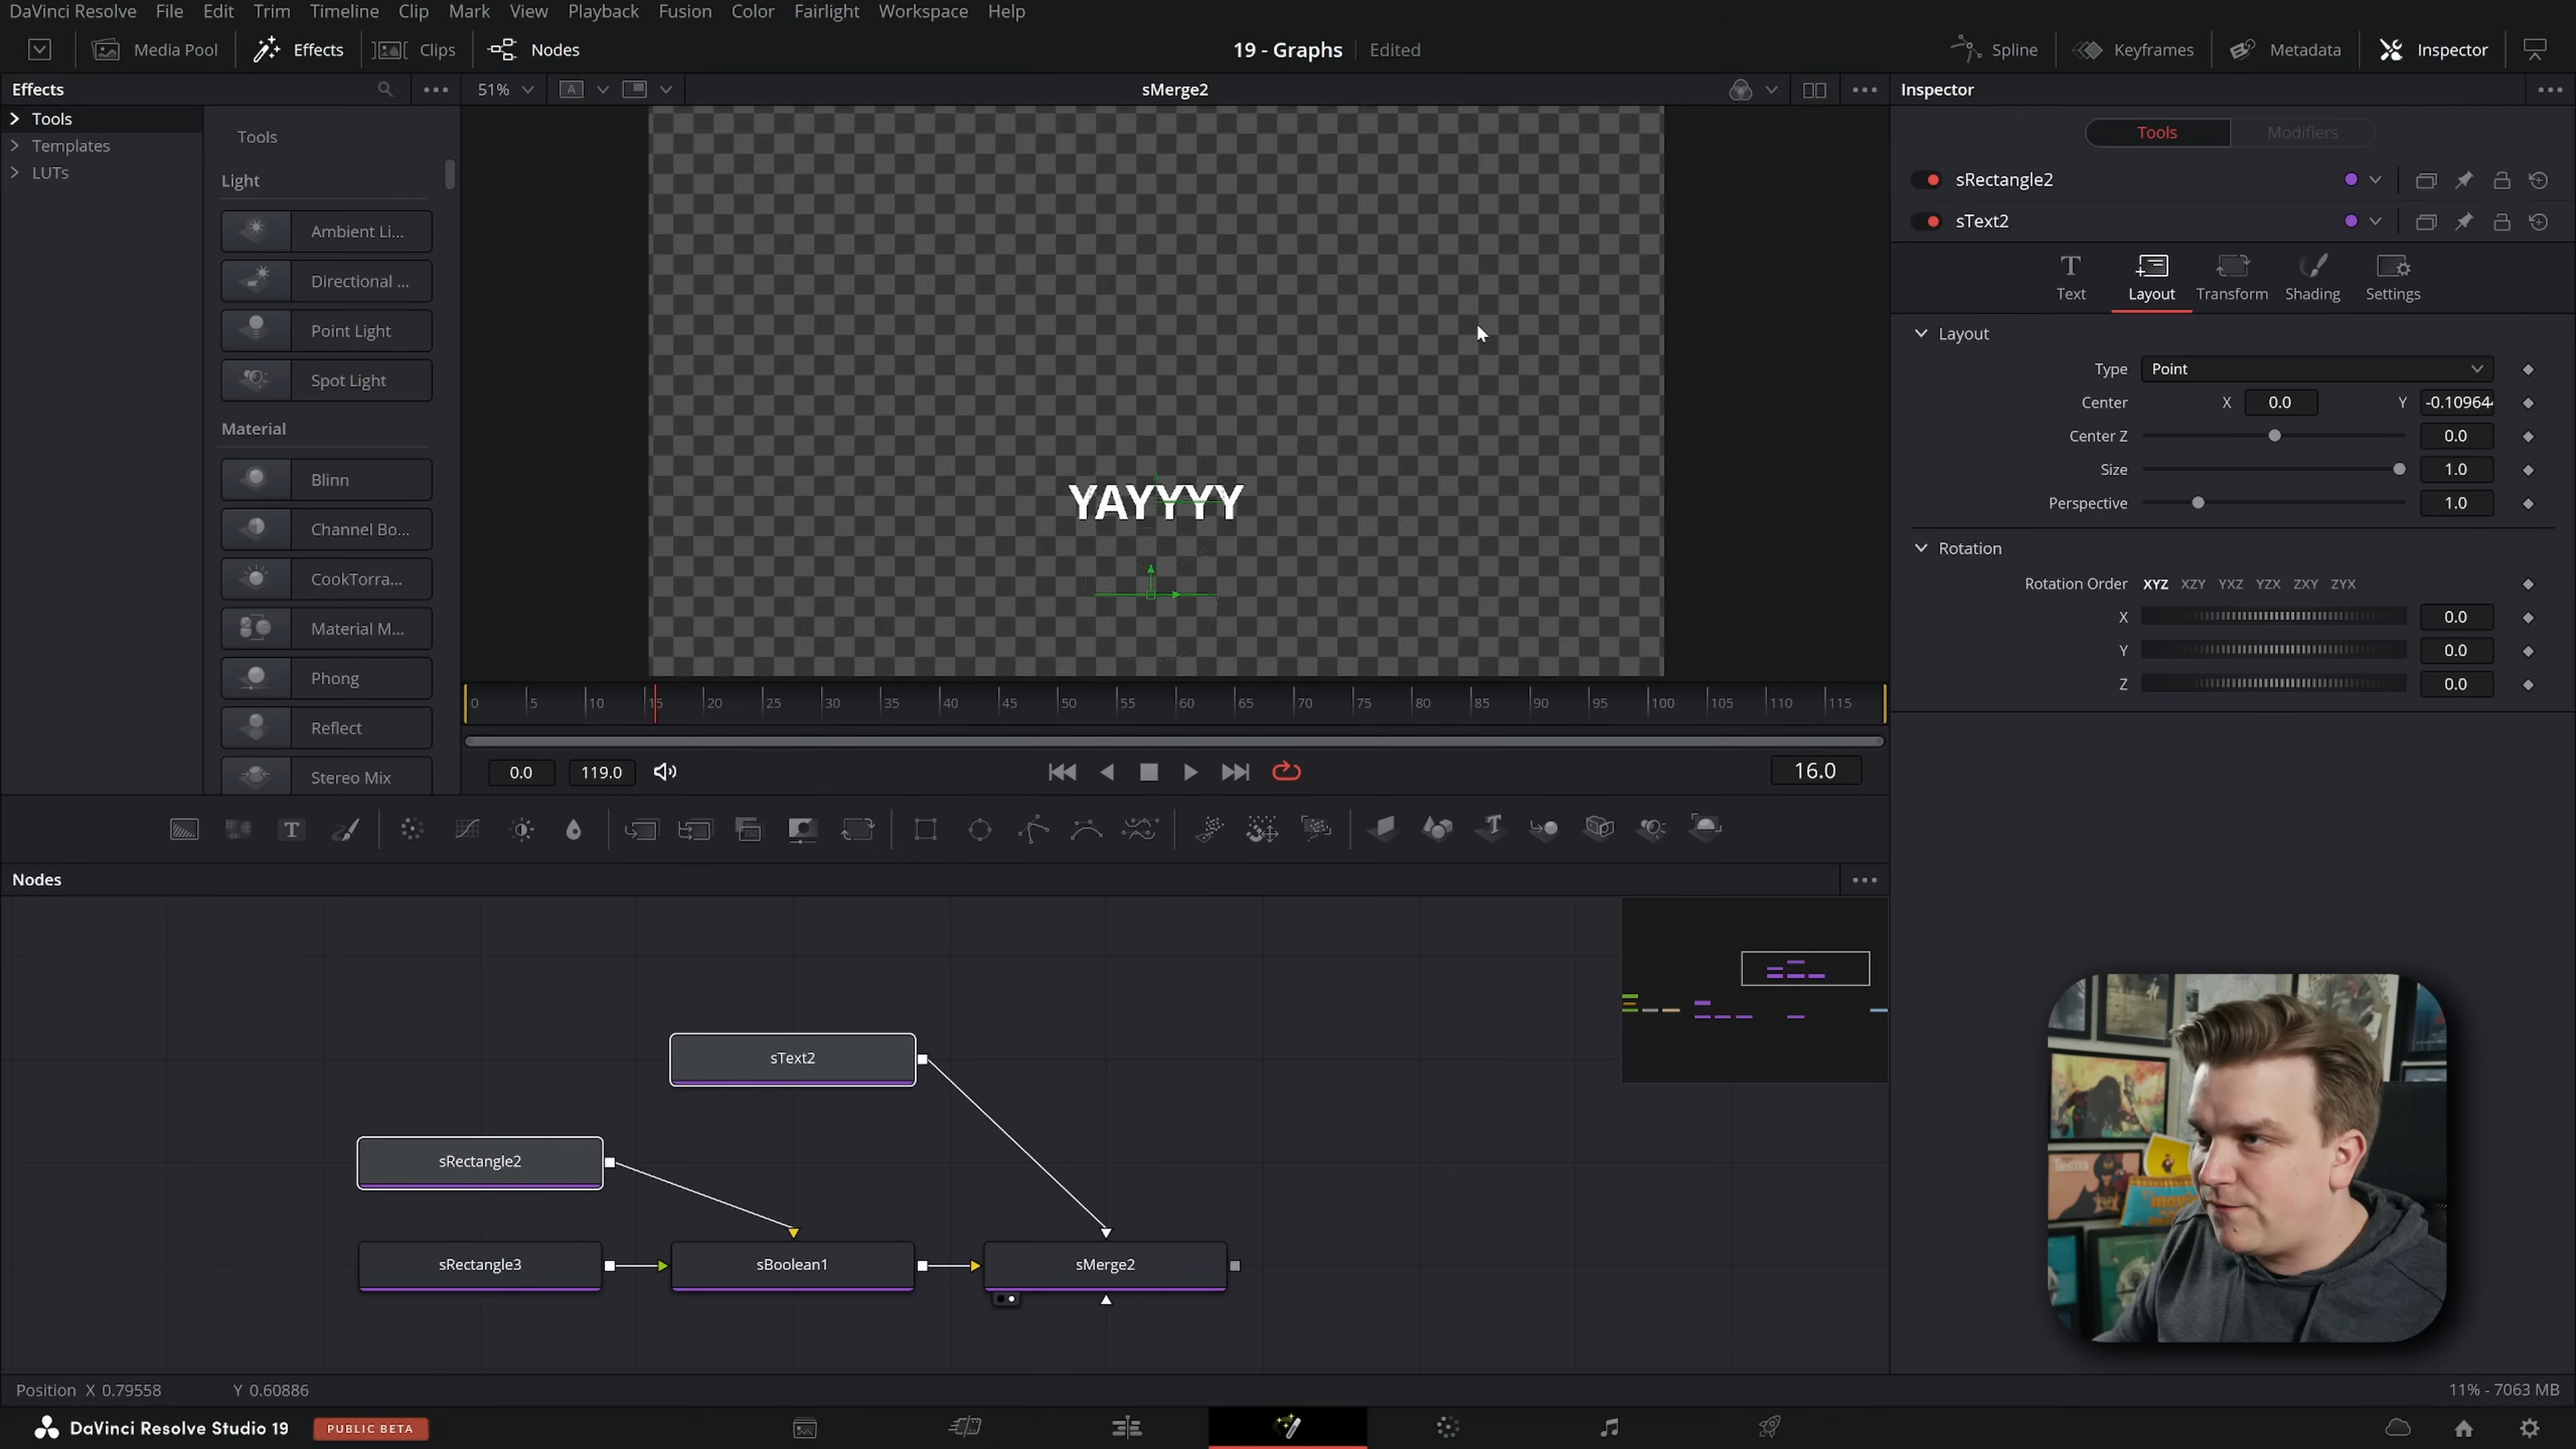 DaVinci Resolve File Edit Trim Timeline Clip Mark View Playback Fusion Color Fairlight Workspace Help
Media Pool Effects Clips Nodes 19 - Graphs Edited Spline Keyframes Metadata Inspector
Effects 51% A sMerge2 Inspector
Tools
Templates
LUTs
Tools
Light
Ambient Li...
Directional ...
Point Light
Spot Light
Material
Blinn
Channel Bo...
CookTorra...
Material M...
Phong
Reflect
Stereo Mix
YAYYYY
0 5 10 15 20 25 30 35 40 45 50 55 60 65 70 75 80 85 90 95 100 105 110 115
0.0 119.0 16.0
Tools Modifiers
sRectangle2
sText2
Text Layout Transform Shading Settings
Layout
Type Point
Center X 0.0 Y -0.10964
Center Z 0.0
Size 1.0
Perspective 1.0
Rotation
Rotation Order XYZ XZY YXZ YZX ZXY ZYX
X 0.0
Y 0.0
Z 0.0
Nodes
sText2
sRectangle2
sRectangle3 sBoolean1 sMerge2
Position X 0.79558 Y 0.60886 11% - 7063 MB
DaVinci Resolve Studio 19 PUBLIC BETA